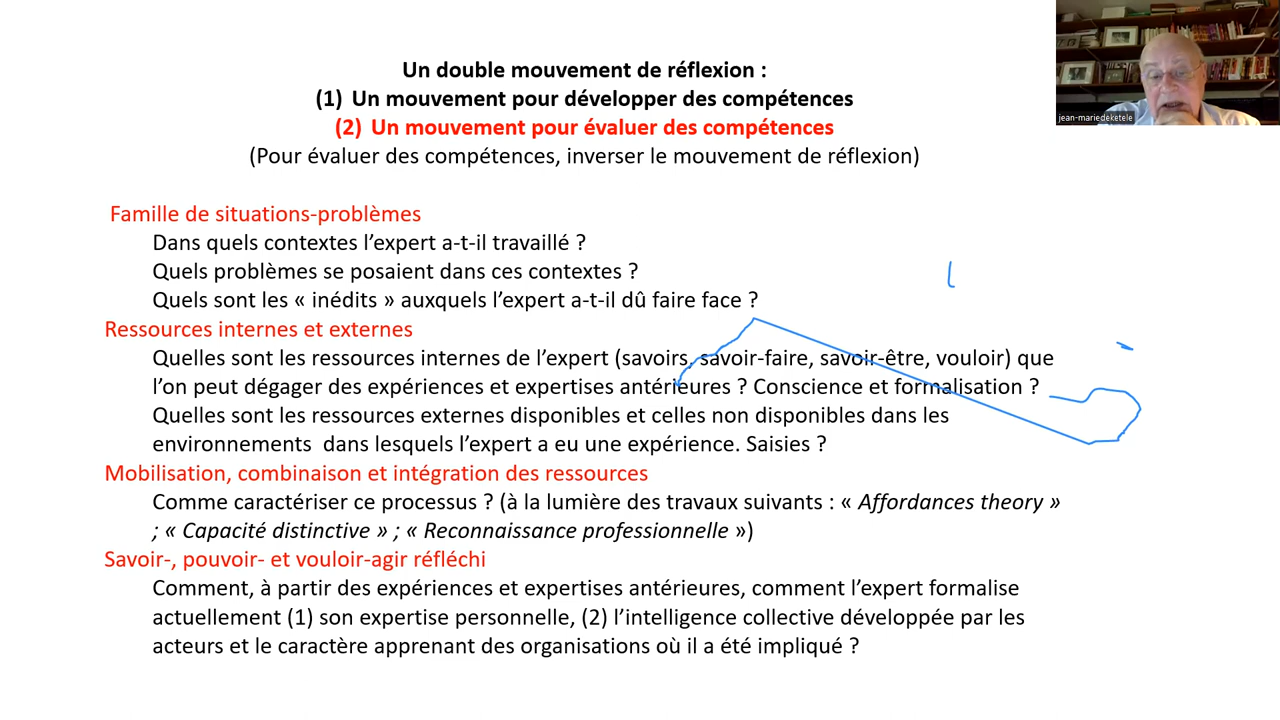 Un double mouvement de réflexion :
(1) Un mouvement pour développer des compétences
(2) Un mouvement pour évaluer des compétences
(Pour évaluer des compétences, inverser le mouvement de réflexion)
jean-mariedeketele
Famille de situations-problèmes
Dans quels contextes l’expert a-t-il travaillé ?
Quels problèmes se posaient dans ces contextes ?
Quels sont les « inédits » auxquels l’expert a-t-il dû faire face ?
Ressources internes et externes
Quelles sont les ressources internes de l’expert (savoirs, savoir-faire, savoir-être, vouloir) que
l’on peut dégager des expériences et expertises antérieures ? Conscience et formalisation ?
Quelles sont les ressources externes disponibles et celles non disponibles dans les
environnements dans lesquels l’expert a eu une expérience. Saisies ?
Mobilisation, combinaison et intégration des ressources
Comme caractériser ce processus ? (à la lumière des travaux suivants : « Affordances theory »
; « Capacité distinctive » ; « Reconnaissance professionnelle »)
Savoir-, pouvoir- et vouloir-agir réfléchi
Comment, à partir des expériences et expertises antérieures, comment l’expert formalise
actuellement (1) son expertise personnelle, (2) l’intelligence collective développée par les
acteurs et le caractère apprenant des organisations où il a été impliqué ?